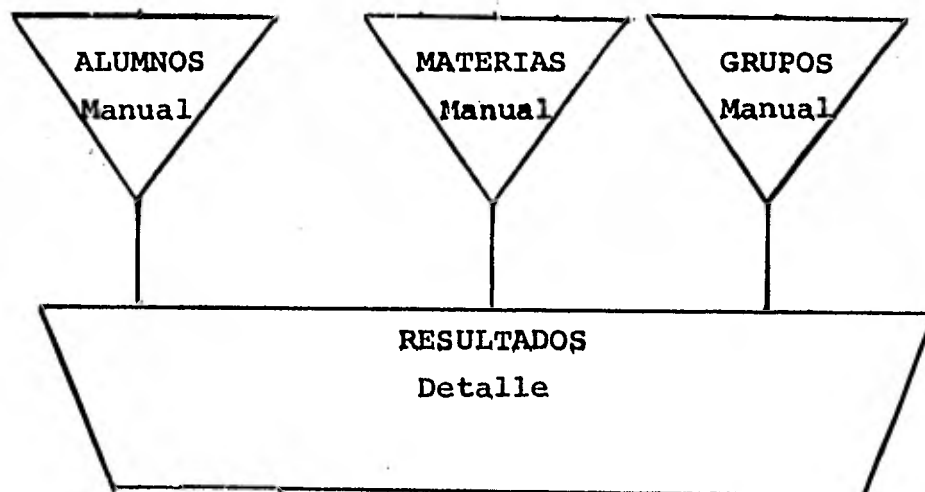 ALUMNOS
Manual
MATERIAS
Manual
GRUPOS
Manual
RESULTADOS
Detalle